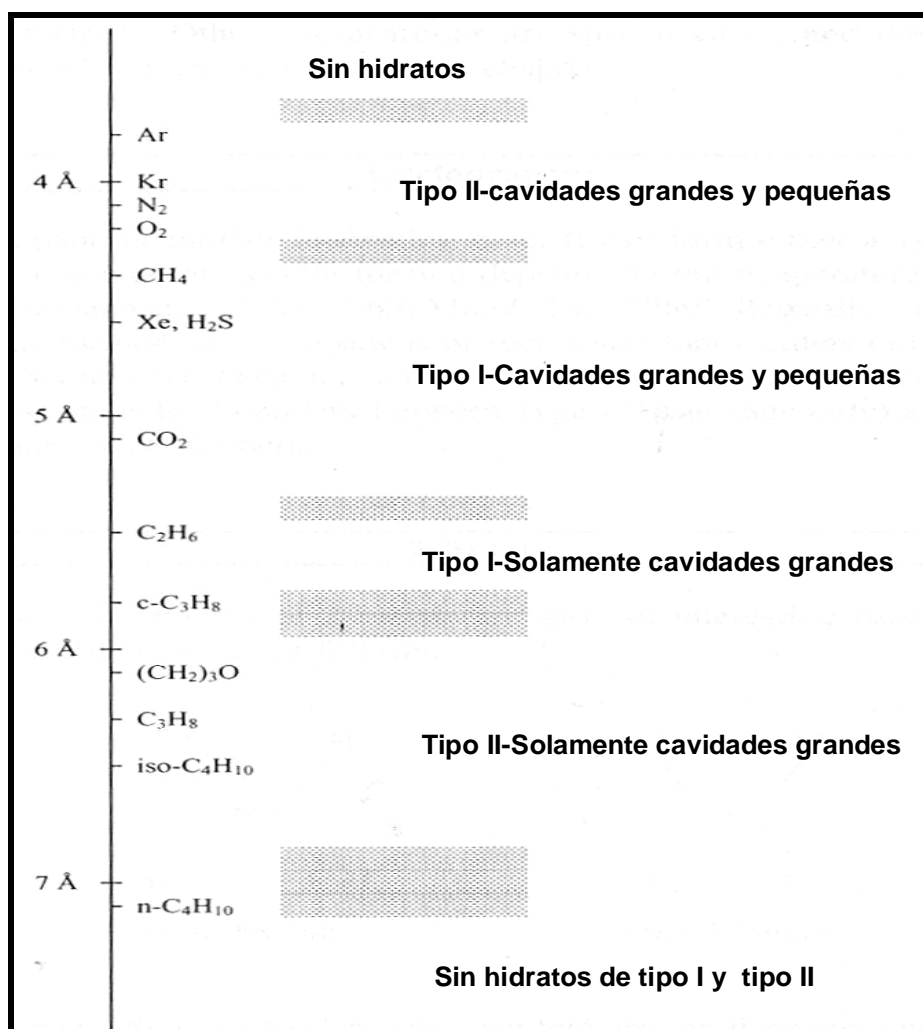 Sin hidratos
Ar
4 Å Kr
Tipo II-cavidades grandes y pequeñas
N₂
O₂
CH₄
Xe, H₂S
Tipo I-Cavidades grandes y pequeñas
5 Å
CO₂
C₂H₆
Tipo I-Solamente cavidades grandes
c-C₃H₈
6 Å
(CH₂)₃O
C₃H₈
Tipo II-Solamente cavidades grandes
iso-C₄H₁₀
7 Å
n-C₄H₁₀
Sin hidratos de tipo I y tipo II